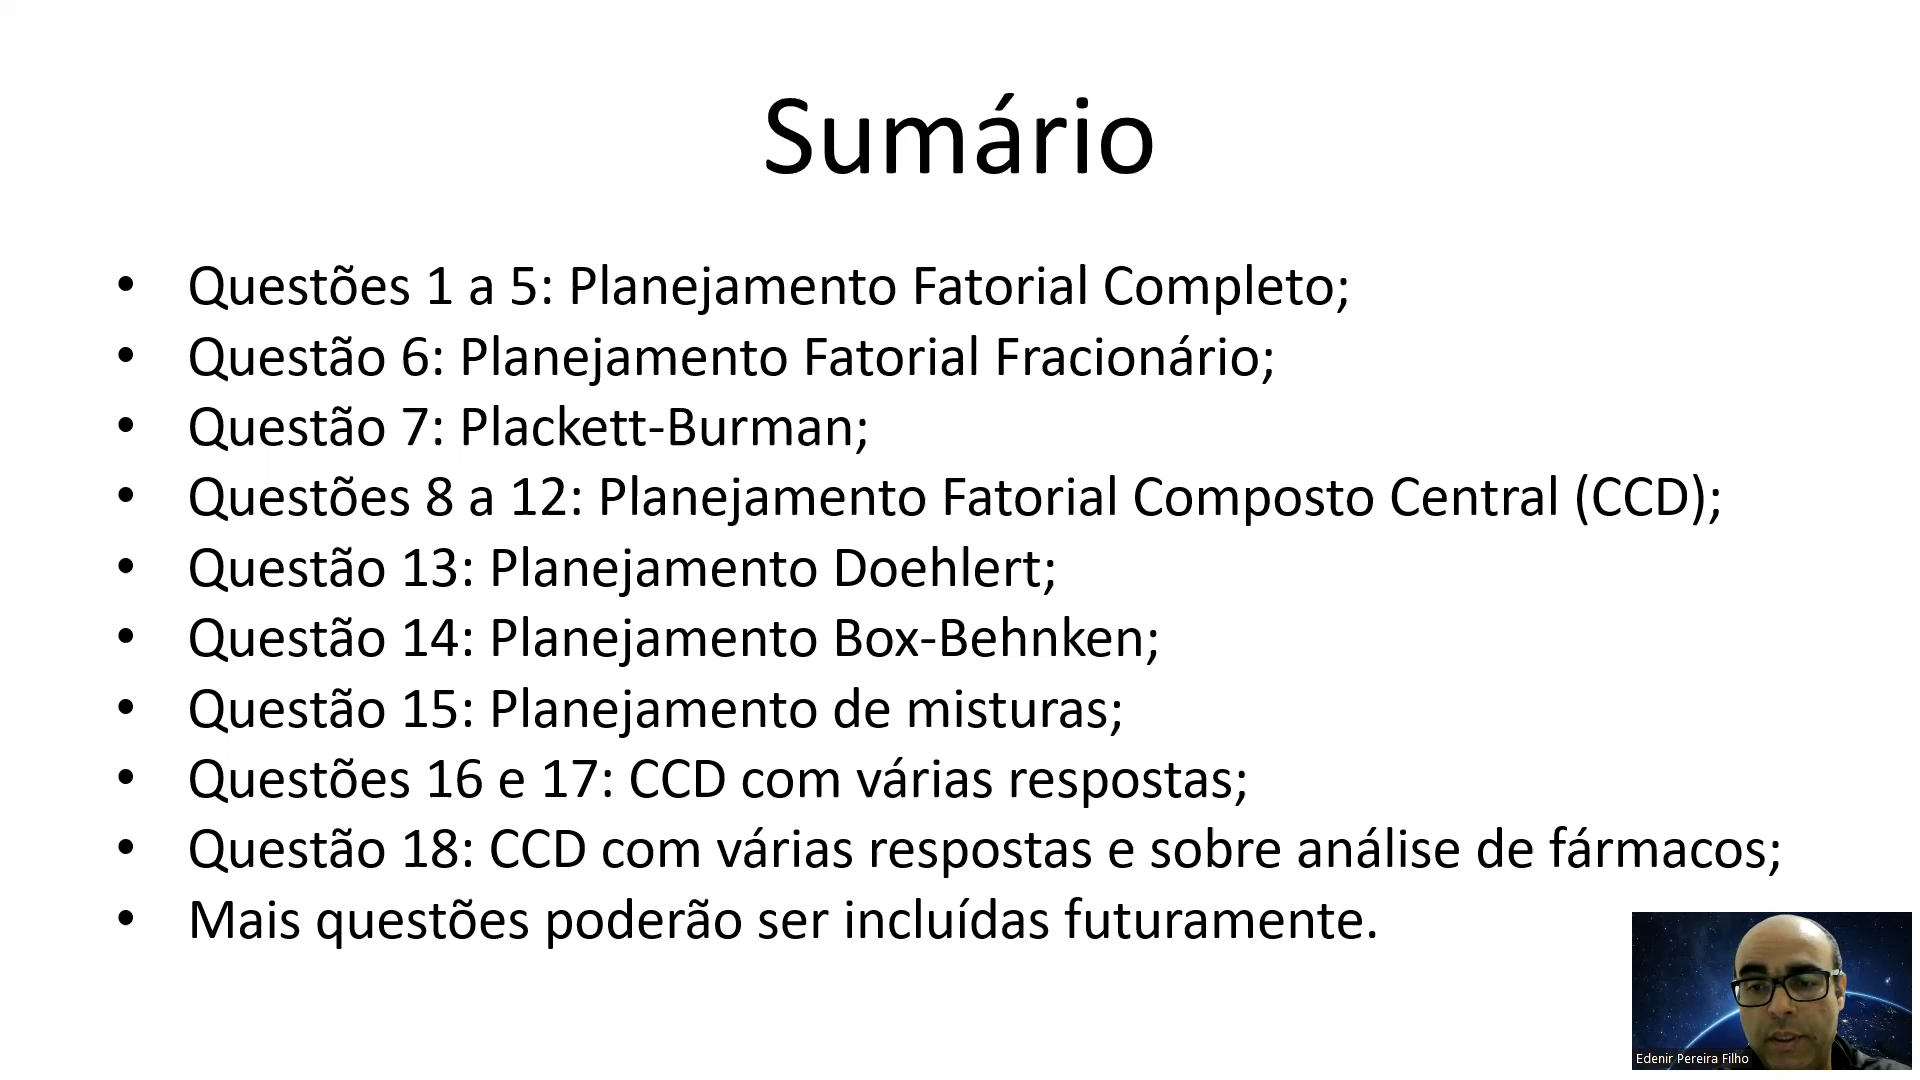 Sumário
• Questões 1 a 5: Planejamento Fatorial Completo;
• Questão 6: Planejamento Fatorial Fracionário;
• Questão 7: Plackett-Burman;
• Questões 8 a 12: Planejamento Fatorial Composto Central (CCD);
• Questão 13: Planejamento Doehlert;
• Questão 14: Planejamento Box-Behnken;
• Questão 15: Planejamento de misturas;
• Questões 16 e 17: CCD com várias respostas;
• Questão 18: CCD com várias respostas e sobre análise de fármacos;
• Mais questões poderão ser incluídas futuramente.
Edenir Pereira Filho